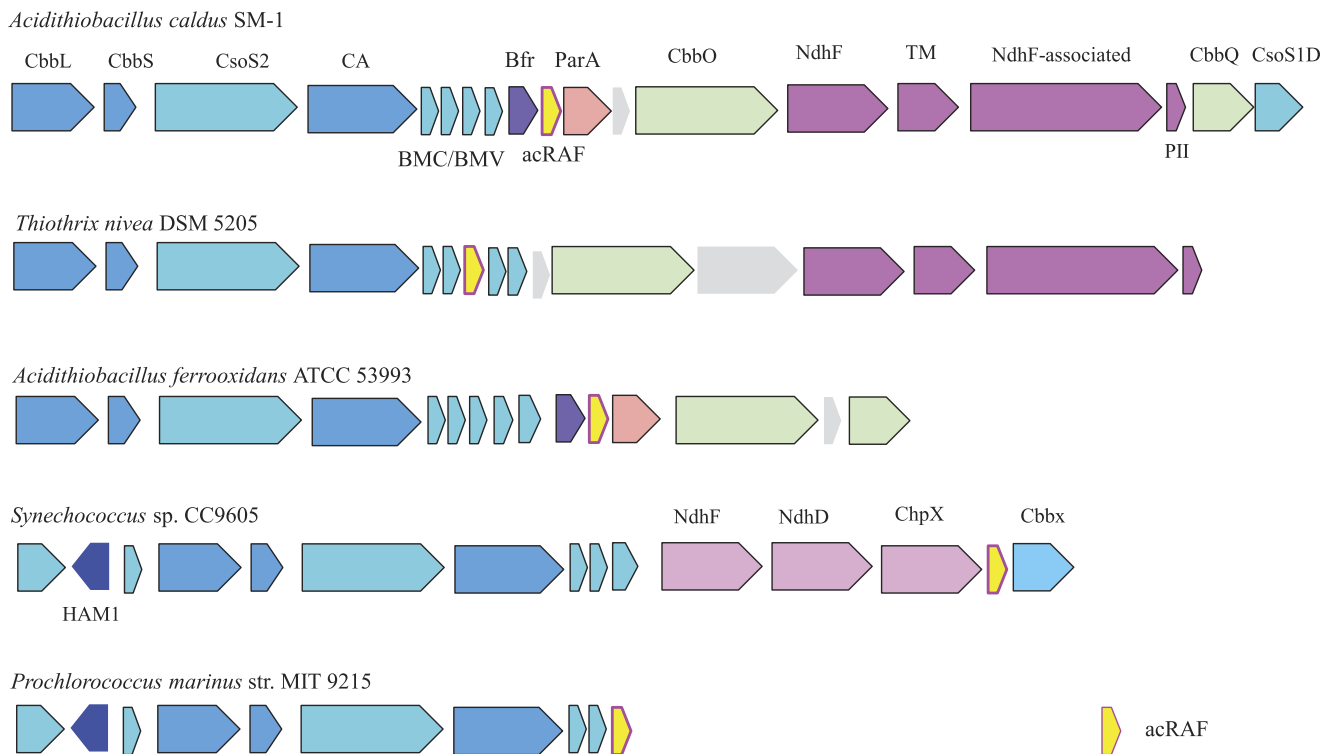 Acidithiobacillus caldus SM-1
CbbL CbbS CsoS2 CA Bfr ParA CbbO NdhF TM NdhF-associated CbbQ CsoS1D
BMC/BMV acRAF PII
Thiothrix nivea DSM 5205
Acidithiobacillus ferrooxidans ATCC 53993
Synechococcus sp. CC9605
NdhF NdhD ChpX Cbbx
HAM1
Prochlorococcus marinus str. MIT 9215
acRAF